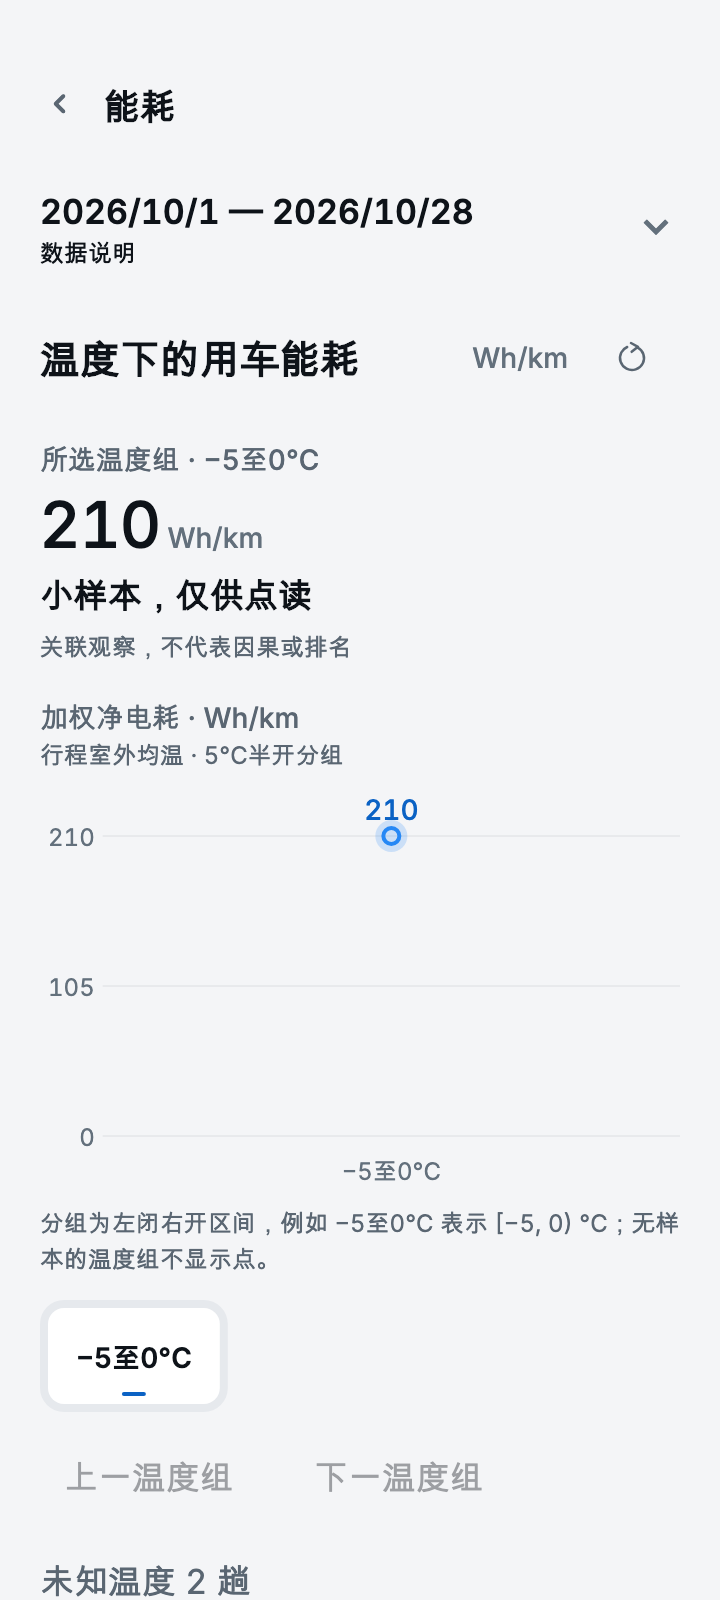 能耗
2026/10/1 — 2026/10/28
数据说明
温度下的用车能耗 Wh/km
所选温度组 · −5至0°C
210 Wh/km
小样本，仅供点读
关联观察，不代表因果或排名
加权净电耗 · Wh/km
行程室外均温 · 5°C半开分组
210
210
105
0
−5至0°C
分组为左闭右开区间，例如 −5至0°C 表示 [−5, 0) °C；无样
本的温度组不显示点。
−5至0°C
上一温度组 下一温度组
未知温度 2 趟